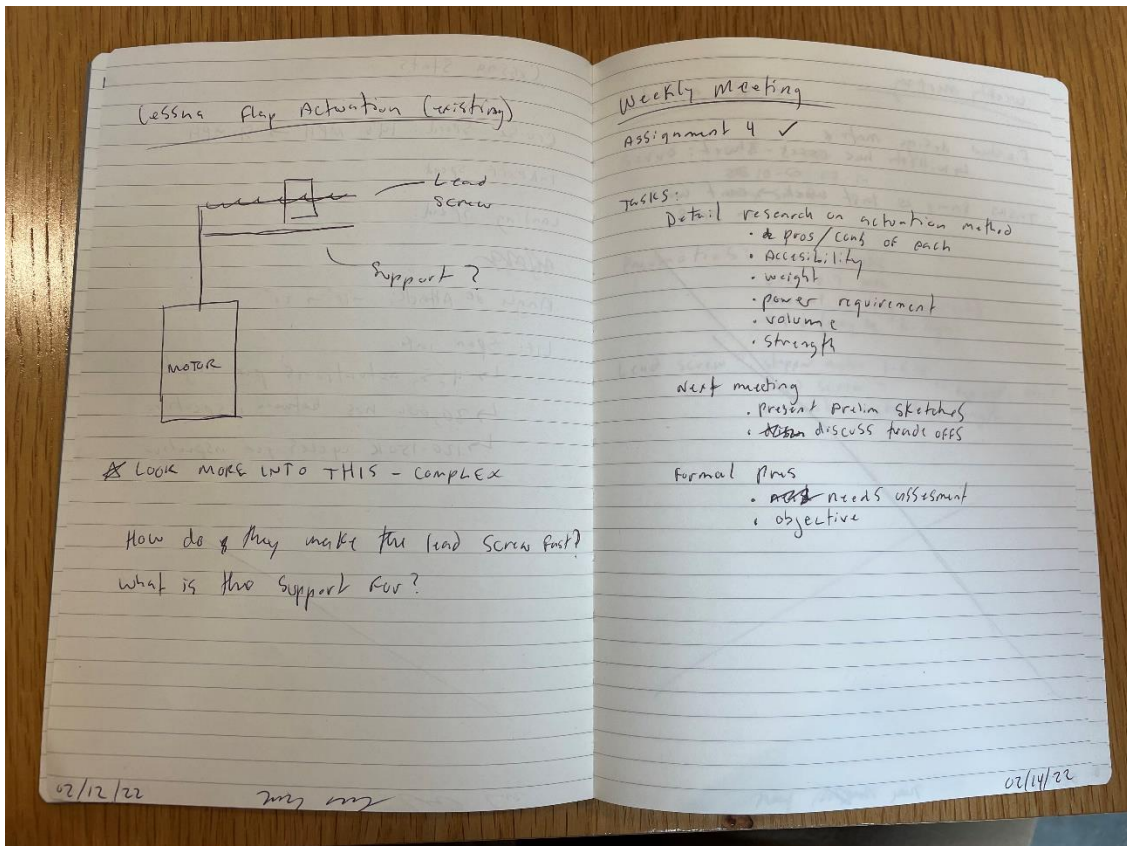 Cessna Flap Actuation (existing)
Lead
Screw
Support ?
MOTOR
LOOK MORE INTO THIS - COMPLEX
How do they make the lead screw fast?
What is the support for?
02/12/22
Weekly Meeting
Assignment 4 ✓
Tasks:
Detail research on actuation method
· pros/cons of each
· Accesibility
· weight
· power requirement
· volume
· strength
Next meeting
· present prelim sketches
· discuss trade offs
Formal pres
· needs assesment
· objective
02/14/22